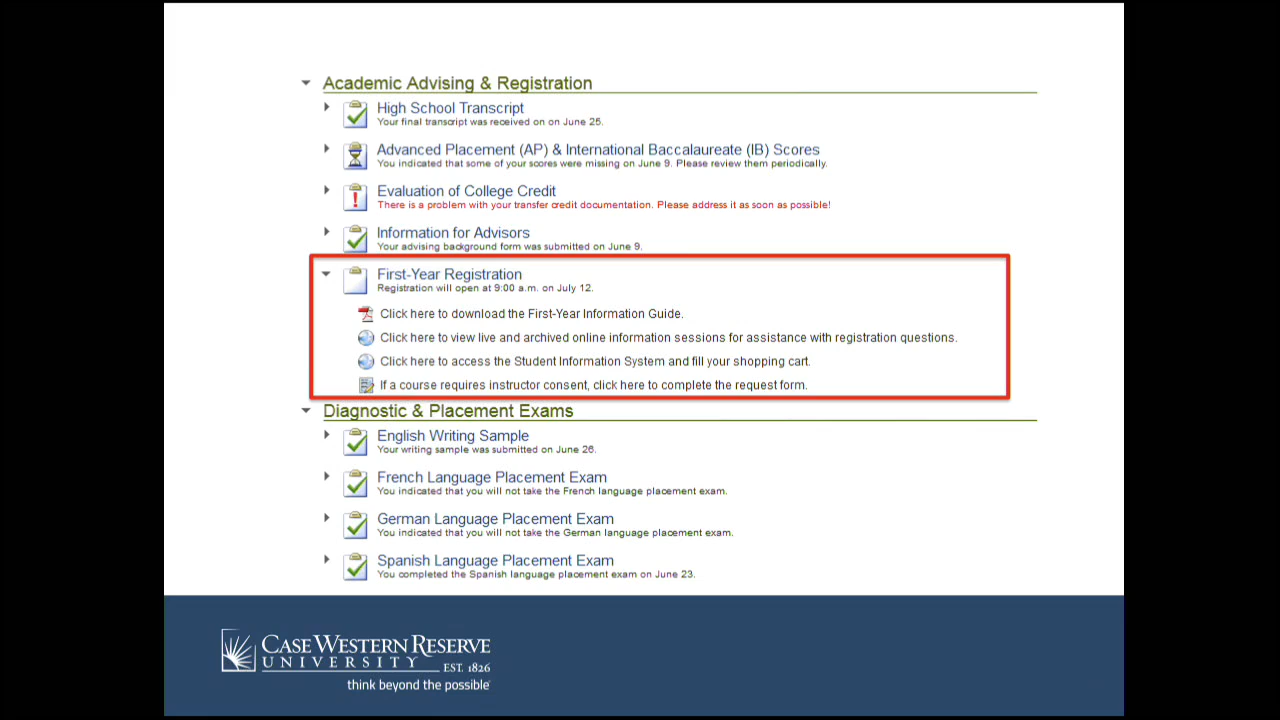 Academic Advising & Registration
High School Transcript
Your final transcript was received on on June 25.
Advanced Placement (AP) & International Baccalaureate (IB) Scores
You indicated that some of your scores were missing on June 9. Please review them periodically.
Evaluation of College Credit
There is a problem with your transfer credit documentation. Please address it as soon as possible!
Information for Advisors
Your advising background form was submitted on June 9.
First-Year Registration
Registration will open at 9:00 a.m. on July 12.
Click here to download the First-Year Information Guide.
Click here to view live and archived online information sessions for assistance with registration questions.
Click here to access the Student Information System and fill your shopping cart.
If a course requires instructor consent, click here to complete the request form.
Diagnostic & Placement Exams
English Writing Sample
Your writing sample was submitted on June 26.
French Language Placement Exam
You indicated that you will not take the French language placement exam.
German Language Placement Exam
You indicated that you will not take the German language placement exam.
Spanish Language Placement Exam
You completed the Spanish language placement exam on June 23.
CASE WESTERN RESERVE
UNIVERSITY EST. 1826
think beyond the possible